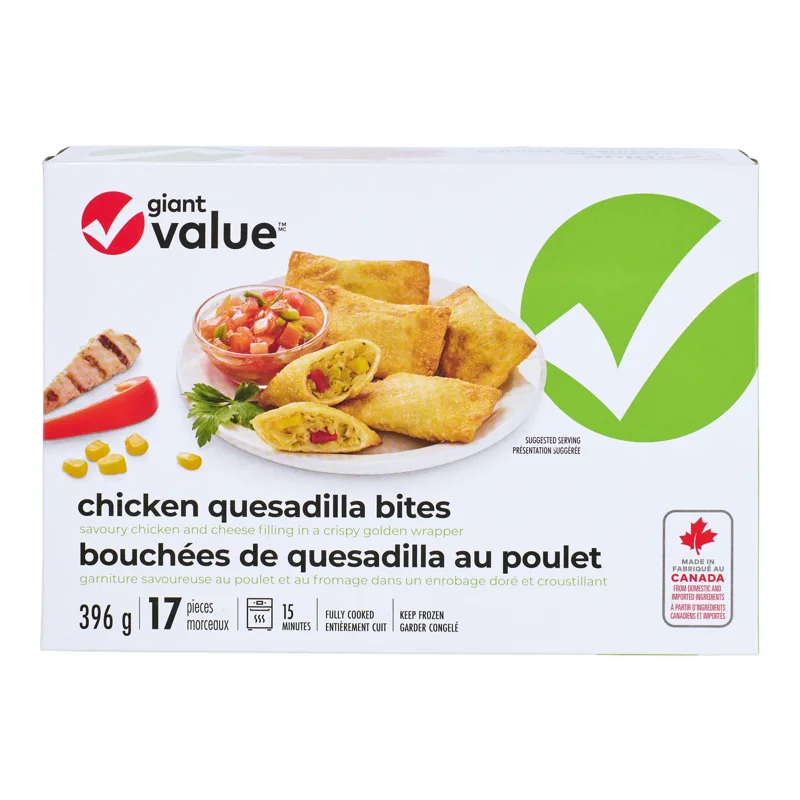 giant
value™
MC
SUGGESTED SERVING
PRÉSENTATION SUGGÉRÉE
chicken quesadilla bites
savoury chicken and cheese filling in a crispy golden wrapper
bouchées de quesadilla au poulet
garniture savoureuse au poulet et au fromage dans un enrobage doré et croustillant
396 g
17 pieces
morceaux
15
MINUTES
FULLY COOKED
ENTIÈREMENT CUIT
KEEP FROZEN
GARDER CONGELÉ
MADE IN
FABRIQUÉ AU
CANADA
FROM DOMESTIC AND
IMPORTED INGREDIENTS
À PARTIR D'INGRÉDIENTS
CANADIENS ET IMPORTÉS